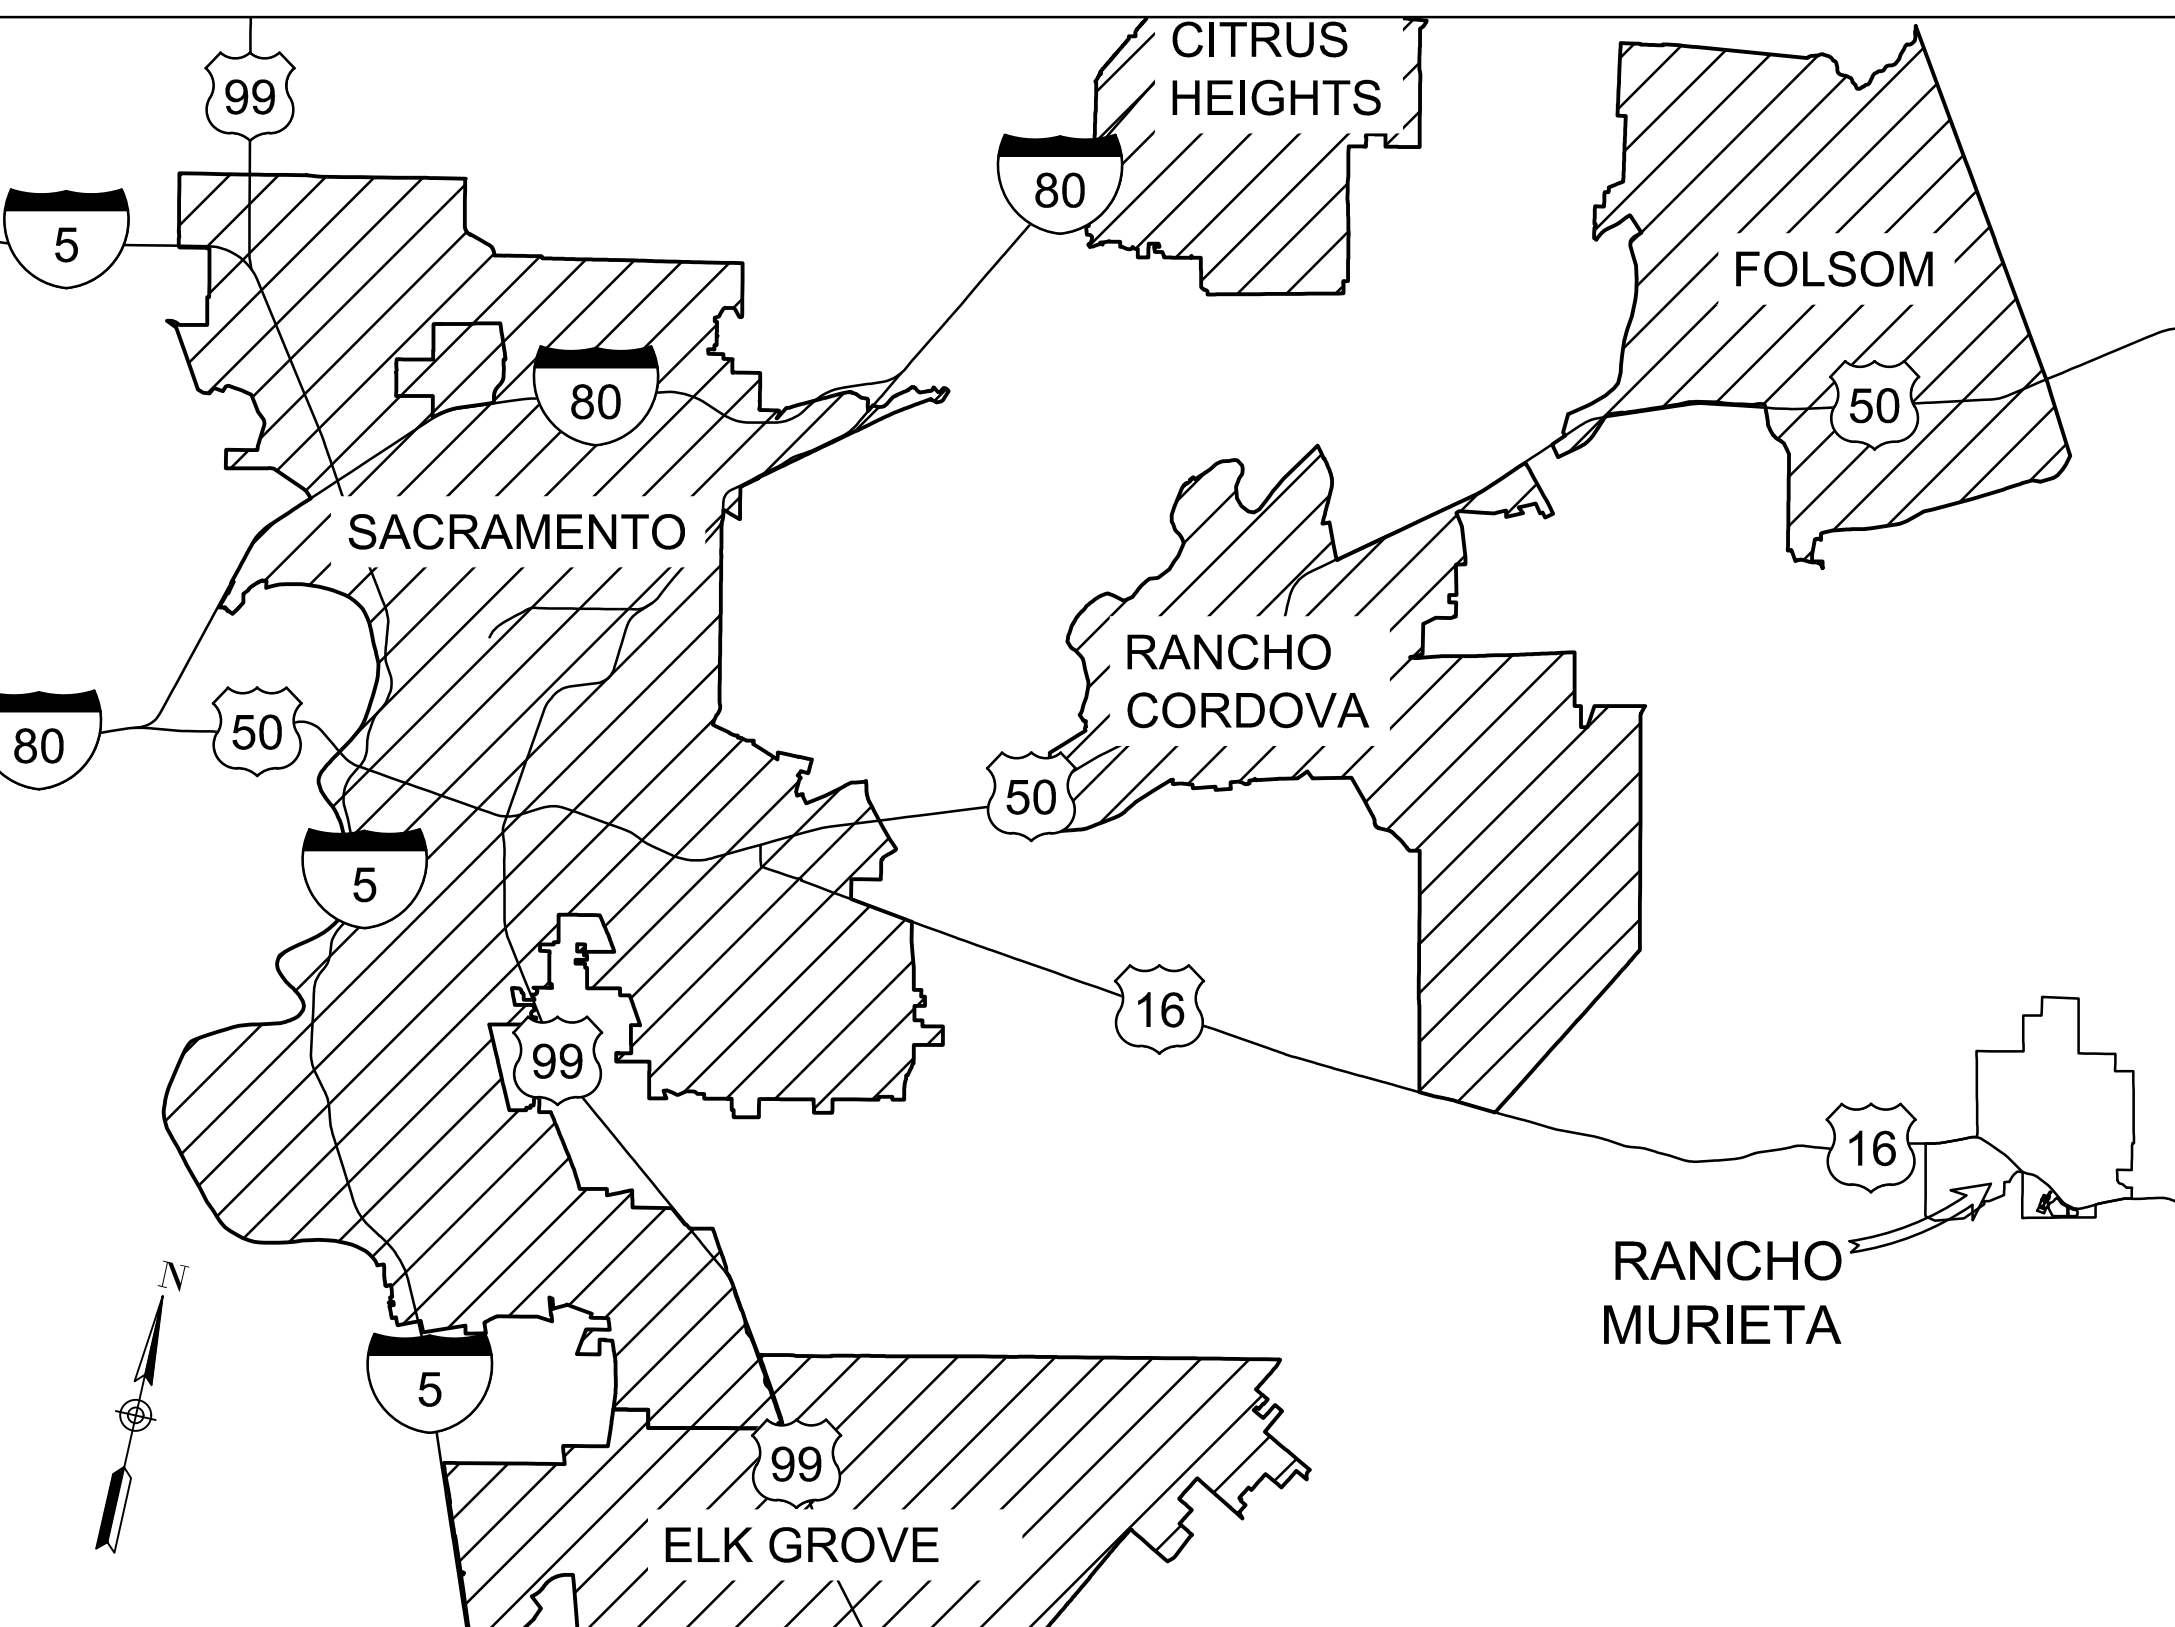 CITRUS
HEIGHTS
99
80
5
FOLSOM
80
50
SACRAMENTO
RANCHO
CORDOVA
80
50
50
5
16
99
16
RANCHO
MURIETA
N
5
99
ELK GROVE